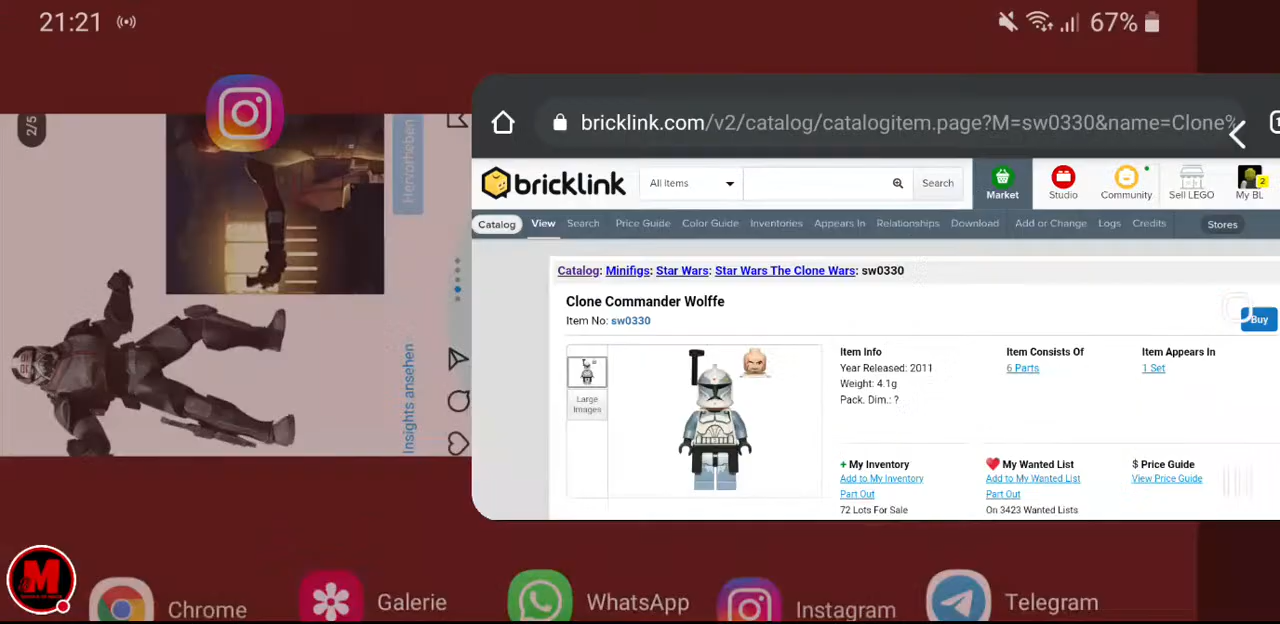 21:21
67%
2/5
Hervorheben
Insights ansehen
bricklink.com/v2/catalog/catalogitem.page?M=sw0330&name=Clone%
bricklink
All Items
Search
Market
Studio
Community
Sell LEGO
My BL
2
Catalog
View
Search
Price Guide
Color Guide
Inventories
Appears In
Relationships
Download
Add or Change
Logs
Credits
Stores
Catalog: Minifigs: Star Wars: Star Wars The Clone Wars: sw0330
Clone Commander Wolffe
Item No: sw0330
Buy
Large
Images
Item Info
Year Released: 2011
Weight: 4.1g
Pack. Dim.: ?
Item Consists Of
6 Parts
Item Appears In
1 Set
+ My Inventory
Add to My Inventory
Part Out
72 Lots For Sale
My Wanted List
Add to My Wanted List
Part Out
On 3423 Wanted Lists
$ Price Guide
View Price Guide
M
Chrome
Galerie
WhatsApp
Instagram
Telegram